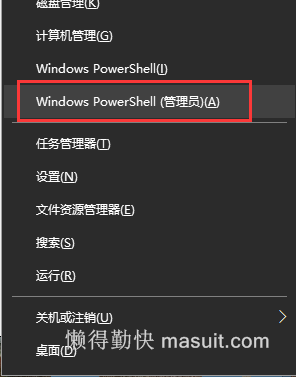 磁盘管理(K)
计算机管理(G)
Windows PowerShell(I)
Windows PowerShell (管理员)(A)
任务管理器(T)
设置(N)
文件资源管理器(E)
搜索(S)
运行(R)
关机或注销(U)
懒得勤快 masuit.com
桌面(D)